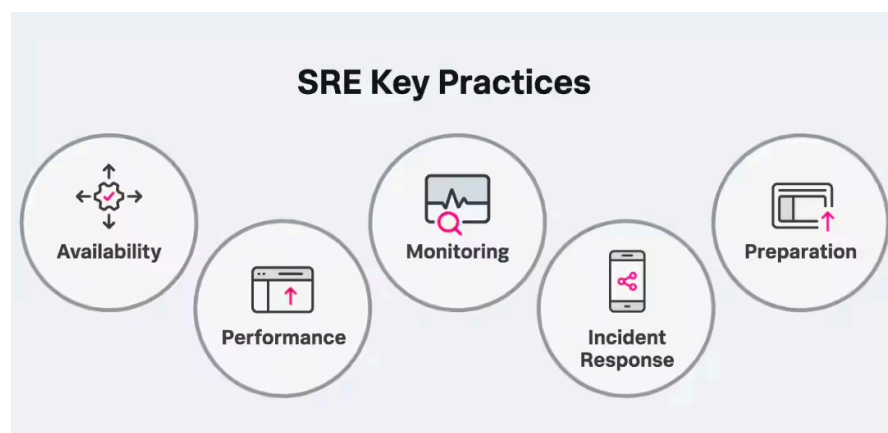 SRE Key Practices
Availability
Performance
Monitoring
Incident
Response
Preparation